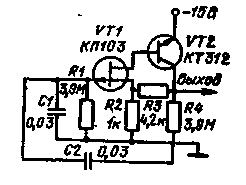 -15В
VT1
КП103
VT2
КТ312
Выход
R1
3,9М
C1
0,03
R2
1к
R3
4,2к
R4
3,9М
C2
0,03